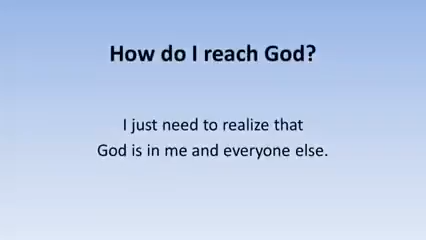 How do I reach God?
I just need to realize that
God is in me and everyone else.